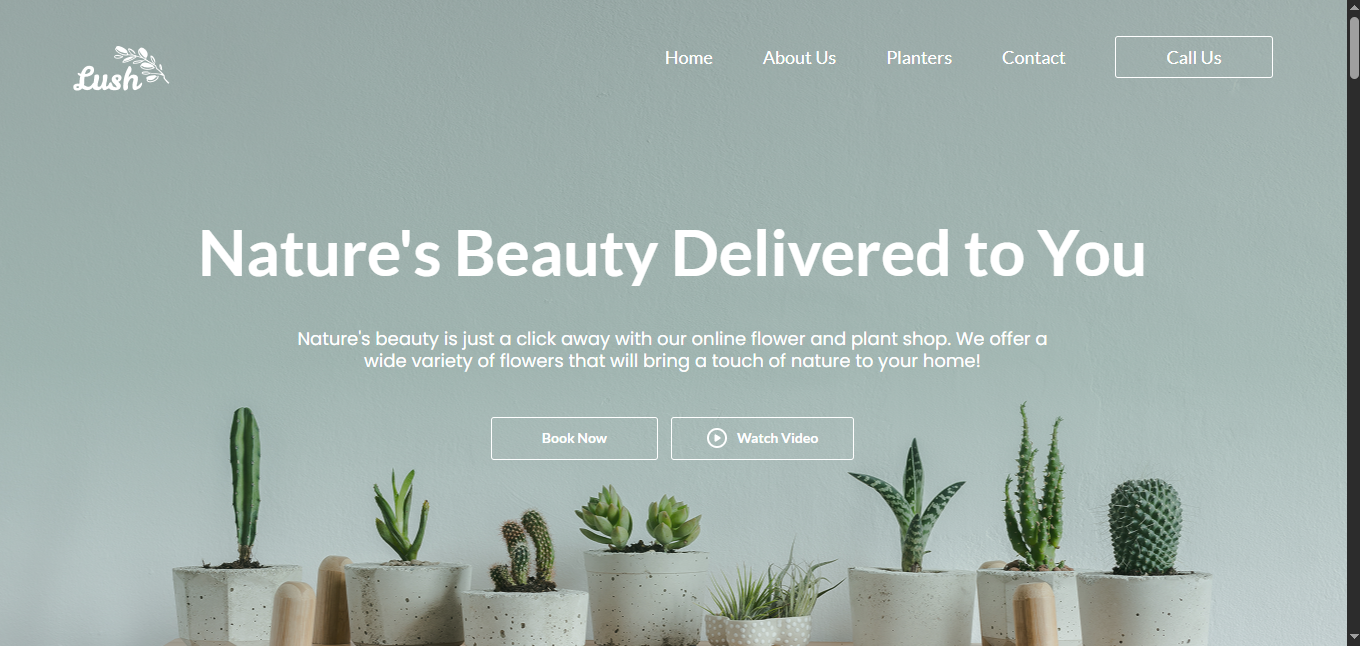 Lush
Home
About Us
Planters
Contact
Call Us
Nature's Beauty Delivered to You
Nature's beauty is just a click away with our online flower and plant shop. We offer a
wide variety of flowers that will bring a touch of nature to your home!
Book Now
Watch Video